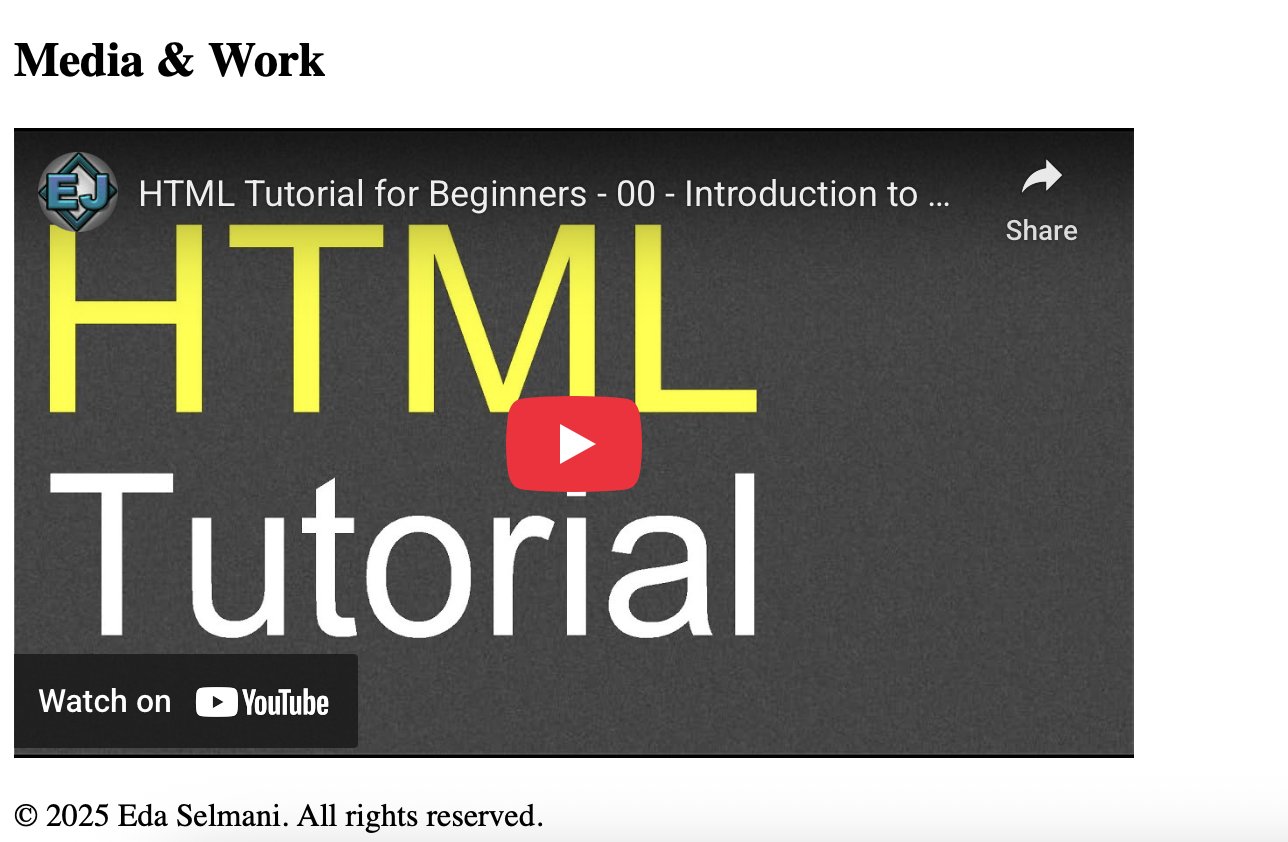 Media & Work
EJ
HTML Tutorial for Beginners - 00 - Introduction to ...
Share
HTML
Tutorial
Watch on YouTube
© 2025 Eda Selmani. All rights reserved.